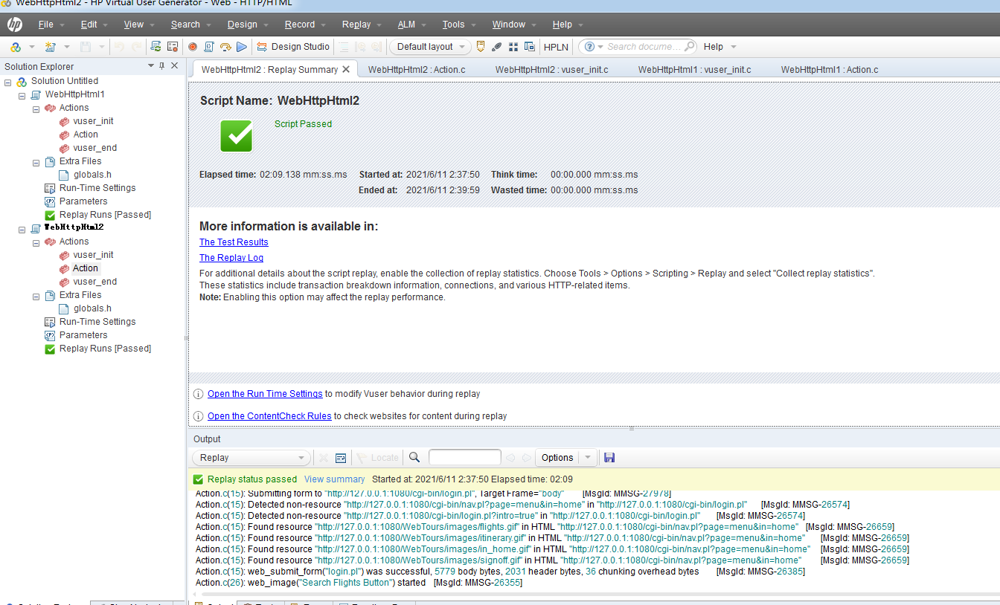 WebHttpHtml2 - HP Virtual User Generator - Web - HTTP/HTML
hp File Edit View Search Design Record Replay ALM Tools Window Help
Design Studio Default layout HPLN Search docume... Help
Solution Explorer
Solution Untitled
WebHttpHtml1
Actions
vuser_init
Action
vuser_end
Extra Files
globals.h
Run-Time Settings
Parameters
Replay Runs [Passed]
WebHttpHtml2
Actions
vuser_init
Action
vuser_end
Extra Files
globals.h
Run-Time Settings
Parameters
Replay Runs [Passed]
WebHttpHtml2 : Replay Summary WebHttpHtml2 : Action.c WebHttpHtml2 : vuser_init.c WebHttpHtml1 : vuser_init.c WebHttpHtml1 : Action.c
Script Name: WebHttpHtml2
Script Passed
Elapsed time: 02:09.138 mm:ss.ms Started at: 2021/6/11 2:37:50 Think time: 00:00.000 mm:ss.ms
Ended at: 2021/6/11 2:39:59 Wasted time: 00:00.000 mm:ss.ms
More information is available in:
The Test Results
The Replay Log
For additional details about the script replay, enable the collection of replay statistics. Choose Tools > Options > Scripting > Replay and select "Collect replay statistics".
These statistics include transaction breakdown information, connections, and various HTTP-related items.
Note: Enabling this option may affect the replay performance.
Open the Run Time Settings to modify Vuser behavior during replay
Open the ContentCheck Rules to check websites for content during replay
Output
Replay Locate Options
Replay status passed View summary Started at: 2021/6/11 2:37:50 Elapsed time: 02:09
Action.c(15): Submitting form to "http://127.0.0.1:1080/cgi-bin/login.pl", Target Frame="body" [MsgId: MMSG-27978]
Action.c(15): Detected non-resource "http://127.0.0.1:1080/cgi-bin/nav.pl?page=menu&in=home" in "http://127.0.0.1:1080/cgi-bin/login.pl" [MsgId: MMSG-26574]
Action.c(15): Detected non-resource "http://127.0.0.1:1080/cgi-bin/login.pl?intro=true" in "http://127.0.0.1:1080/cgi-bin/login.pl" [MsgId: MMSG-26574]
Action.c(15): Found resource "http://127.0.0.1:1080/WebTours/images/flights.gif" in HTML "http://127.0.0.1:1080/cgi-bin/nav.pl?page=menu&in=home" [MsgId: MMSG-26659]
Action.c(15): Found resource "http://127.0.0.1:1080/WebTours/images/itinerary.gif" in HTML "http://127.0.0.1:1080/cgi-bin/nav.pl?page=menu&in=home" [MsgId: MMSG-26659]
Action.c(15): Found resource "http://127.0.0.1:1080/WebTours/images/in_home.gif" in HTML "http://127.0.0.1:1080/cgi-bin/nav.pl?page=menu&in=home" [MsgId: MMSG-26659]
Action.c(15): Found resource "http://127.0.0.1:1080/WebTours/images/signoff.gif" in HTML "http://127.0.0.1:1080/cgi-bin/nav.pl?page=menu&in=home" [MsgId: MMSG-26659]
Action.c(15): web_submit_form("login.pl") was successful, 5779 body bytes, 2031 header bytes, 36 chunking overhead bytes [MsgId: MMSG-26385]
Action.c(26): web_image("Search Flights Button") started [MsgId: MMSG-26355]